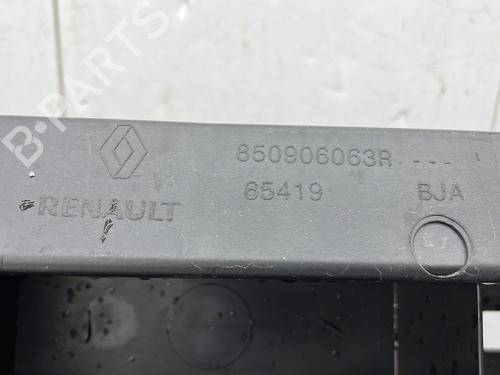 B-PARTS
850906063R ---
RENAULT 65419 BJA